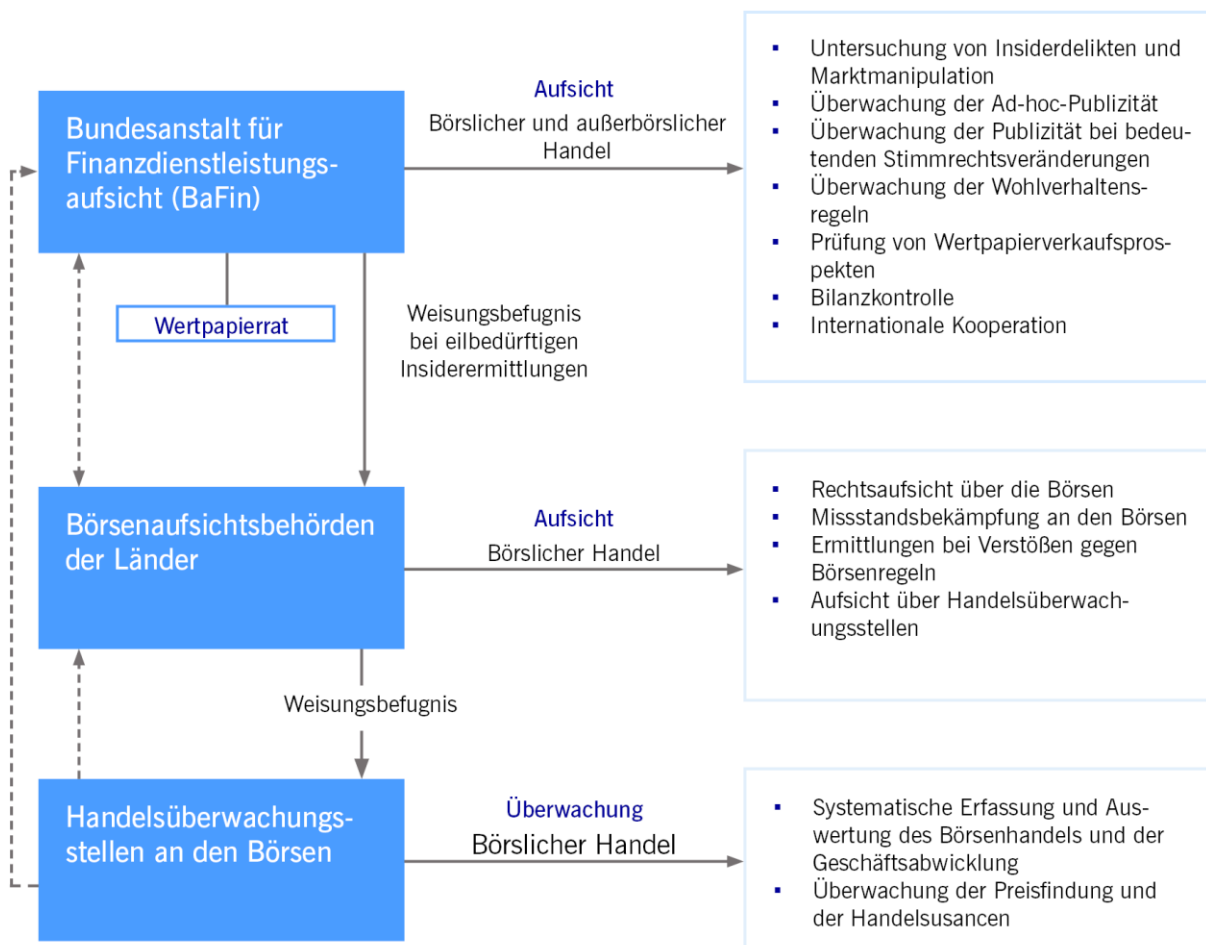 Bundesanstalt für
Finanzdienstleistungs-
aufsicht (BaFin)
Aufsicht
Börslicher und außerbörslicher
Handel
▪ Untersuchung von Insiderdelikten und
Marktmanipulation
▪ Überwachung der Ad-hoc-Publizität
▪ Überwachung der Publizität bei bedeu-
tenden Stimmrechtsveränderungen
▪ Überwachung der Wohlverhaltens-
regeln
▪ Prüfung von Wertpapierverkaufspros-
pekten
▪ Bilanzkontrolle
▪ Internationale Kooperation
Wertpapierrat
Weisungsbefugnis
bei eilbedürftigen
Insiderermittlungen
Börsenaufsichtsbehörden
der Länder
Aufsicht
Börslicher Handel
▪ Rechtsaufsicht über die Börsen
▪ Missstandsbekämpfung an den Börsen
▪ Ermittlungen bei Verstößen gegen
Börsenregeln
▪ Aufsicht über Handelsüberwach-
ungsstellen
Weisungsbefugnis
Handelsüberwachungs-
stellen an den Börsen
Überwachung
Börslicher Handel
▪ Systematische Erfassung und Aus-
wertung des Börsenhandels und der
Geschäftsabwicklung
▪ Überwachung der Preisfindung und
der Handelsusancen